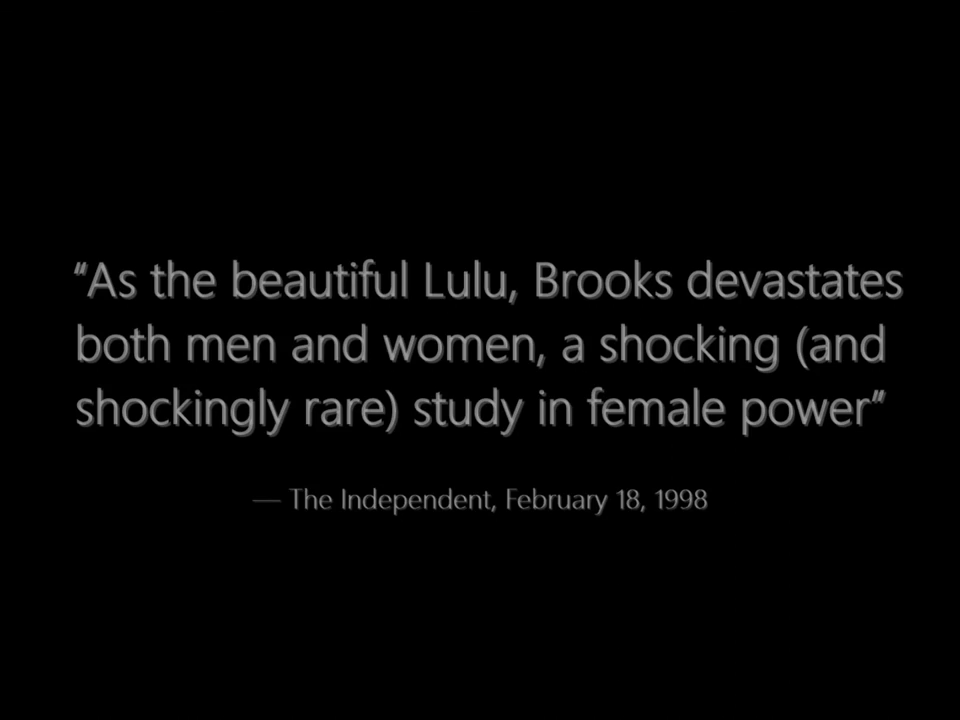 “As the beautiful Lulu, Brooks devastates
both men and women, a shocking (and
shockingly rare) study in female power”
— The Independent, February 18, 1998